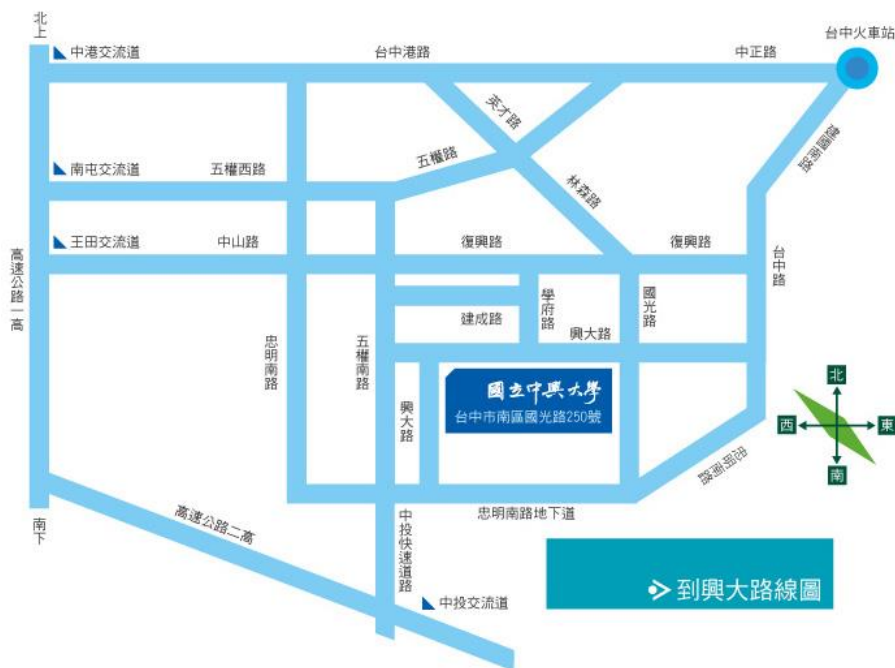 北上
中港交流道
台中港路
中正路
台中火車站
英才路
建國南路
南屯交流道
五權西路
五權路
林森路
王田交流道
中山路
復興路
復興路
台中路
高速公路一高
學府路
國光路
建成路
興大路
忠明南路
五權南路
興大路
國立中興大學
台中市南區國光路250號
北
西
東
南
忠明南路
忠明南路地下道
南下
高速公路二高
中投快速道路
中投交流道
到興大路線圖